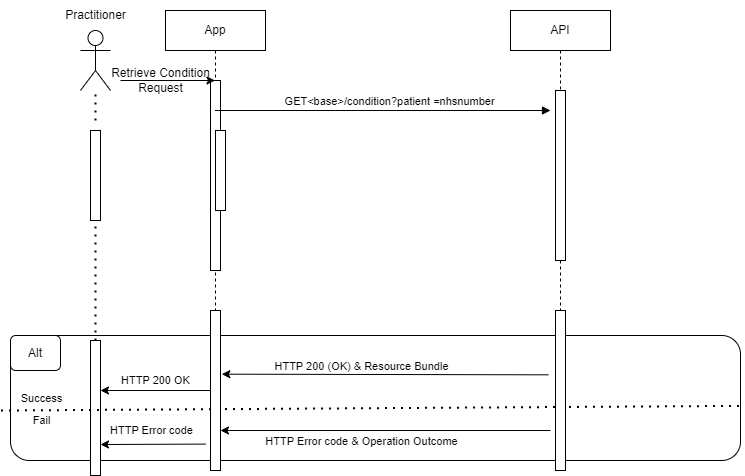 Practitioner
App
API
Retrieve Condition
Request
GET<base>/condition?patient =nhsnumber
Alt
HTTP 200 (OK) & Resource Bundle
HTTP 200 OK
Success
Fail
HTTP Error code
HTTP Error code & Operation Outcome